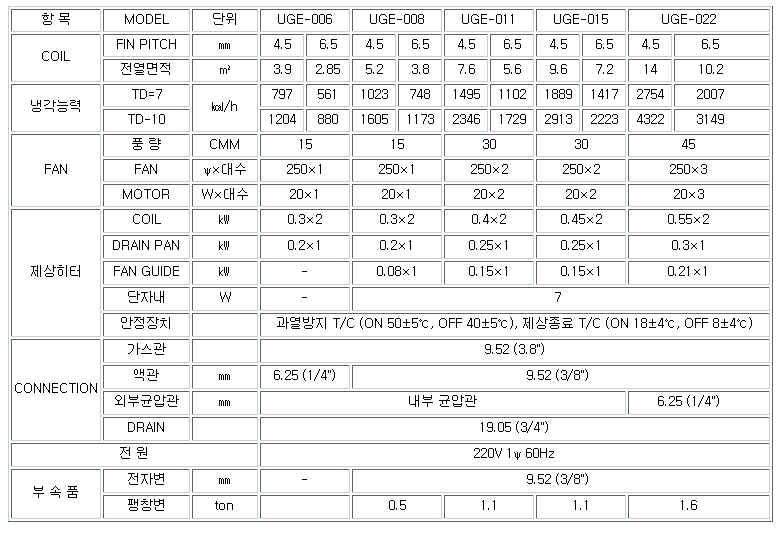 항 목 MODEL 단위 UGE-006 UGE-008 UGE-011 UGE-015 UGE-022
COIL FIN PITCH ㎜ 4.5 6.5 4.5 6.5 4.5 6.5 4.5 6.5 4.5 6.5
전열면적 ㎡ 3.9 2.85 5.2 3.8 7.6 5.6 9.6 7.2 14 10.2
냉각능력 TD=7 ㎉/h 797 561 1023 748 1495 1102 1889 1417 2754 2007
TD-10 1204 880 1605 1173 2346 1729 2913 2223 4322 3149
FAN 풍 량 CMM 15 15 30 30 45
FAN ψ×대수 250×1 250×1 250×2 250×2 250×3
MOTOR W×대수 20×1 20×1 20×2 20×2 20×3
제상히터 COIL ㎾ 0.3×2 0.3×2 0.4×2 0.45×2 0.55×2
DRAIN PAN ㎾ 0.2×1 0.2×1 0.25×1 0.25×1 0.3×1
FAN GUIDE ㎾ - 0.08×1 0.15×1 0.15×1 0.21×1
단자내 W - 7
안정장치 과열방지 T/C (ON 50±5℃, OFF 40±5℃), 제상종료 T/C (ON 18±4℃, OFF 8±4℃)
CONNECTION 가스관 9.52 (3.8")
액관 ㎜ 6.25 (1/4") 9.52 (3/8")
외부균압관 ㎜ 내부 균압관 6.25 (1/4")
DRAIN 19.05 (3/4")
전 원 220V 1ψ 60Hz
부 속 품 전자변 ㎜ - 9.52 (3/8")
팽창변 ton 0.5 1.1 1.1 1.6